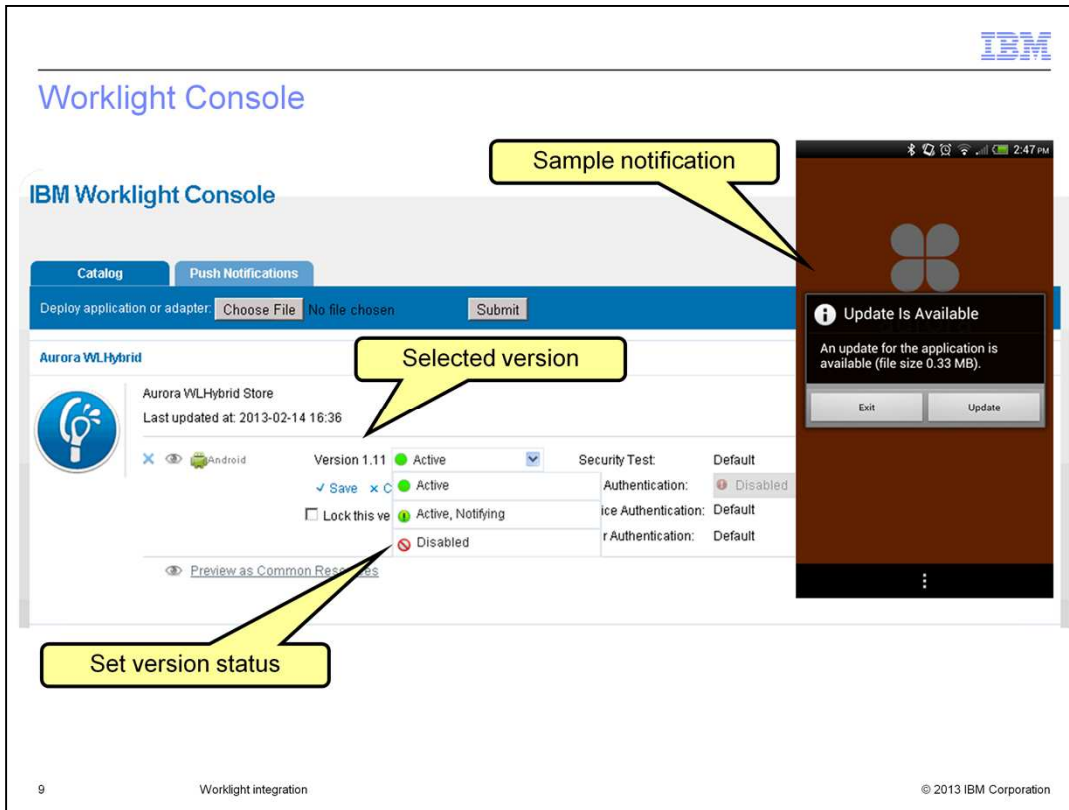 IBM
Worklight Console
Sample notification
2:47 PM
IBM Worklight Console
Catalog
Push Notifications
Deploy application or adapter: Choose File No file chosen Submit
Update Is Available
An update for the application is
available (file size 0.33 MB).
Exit
Update
Aurora WLHybrid
Selected version
Aurora WLHybrid Store
Last updated at: 2013-02-14 16:36
Android
Version 1.11
Active
Security Test: Default
Save
C
Active
Authentication: Disabled
Lock this ve
Active, Notifying
ice Authentication: Default
Disabled
r Authentication: Default
Preview as Common Resources
Set version status
9
Worklight integration
© 2013 IBM Corporation